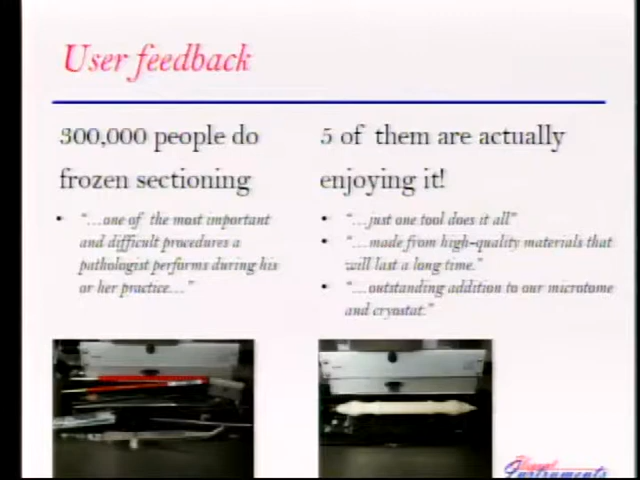 User feedback
300,000 people do
frozen sectioning
• "…one of the most important
and difficult procedures a
pathologist performs during his
or her practice…"
5 of them are actually
enjoying it!
• "…just one tool does it all"
• "…made from high-quality materials that
will last a long time."
• "…outstanding addition to our microtome
and cryostat."
Instruments